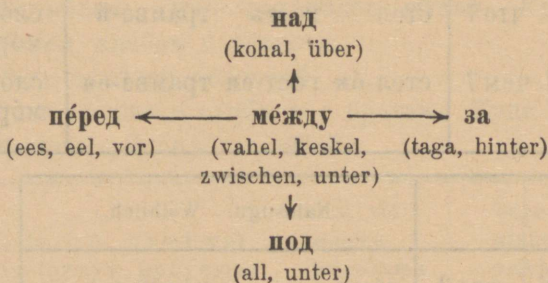 над
(kohal, über)
пе́ред ме́жду за
(ees, eel, vor) (vahel, keskel, (taga, hinter)
zwischen, unter)
под
(all, unter)